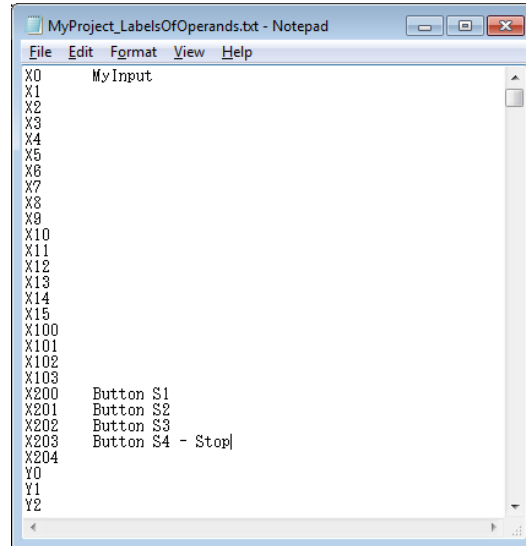 MyProject_LabelsOfOperands.txt - Notepad
File Edit Format View Help
X0 MyInput
X1
X2
X3
X4
X5
X6
X7
X8
X9
X10
X11
X12
X13
X14
X15
X100
X101
X102
X103
X200 Button S1
X201 Button S2
X202 Button S3
X203 Button S4 - Stop
X204
Y0
Y1
Y2